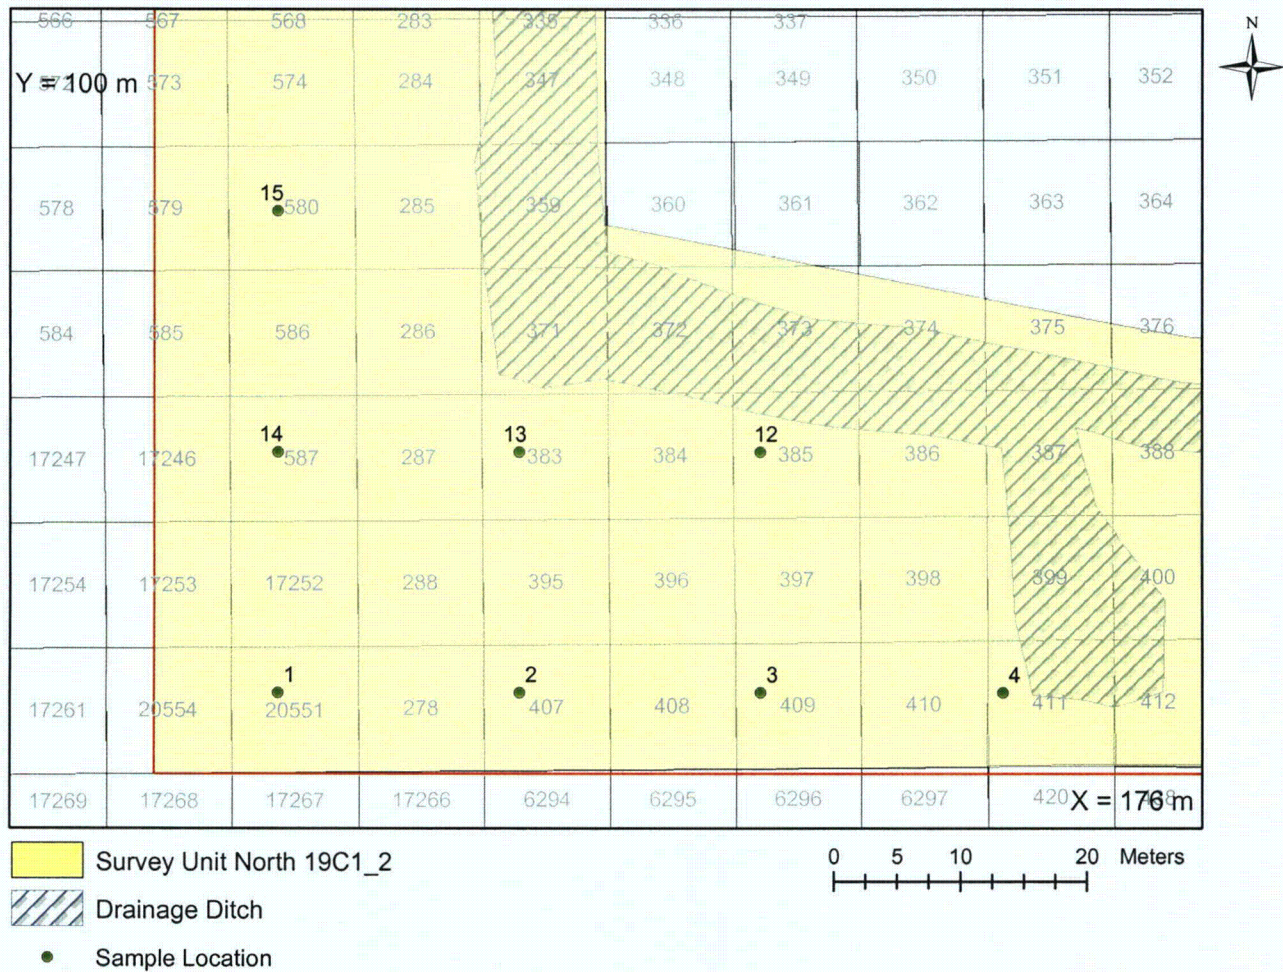 566 567 568 283 335 336 337
N
Y = 100 m 573 574 284 347 348 349 350 351 352
15
578 579 580 285 359 360 361 362 363 364
584 585 586 286 371 372 373 374 375 376
14 13 12
17247 17246 587 287 383 384 385 386 387 388
17254 17253 17252 288 395 396 397 398 399 400
1 2 3 4
17261 20554 20551 278 407 408 409 410 411 412
17269 17268 17267 17266 6294 6295 6296 6297 420 X = 176 m
Survey Unit North 19C1_2
0 5 10 20 Meters
Drainage Ditch
Sample Location